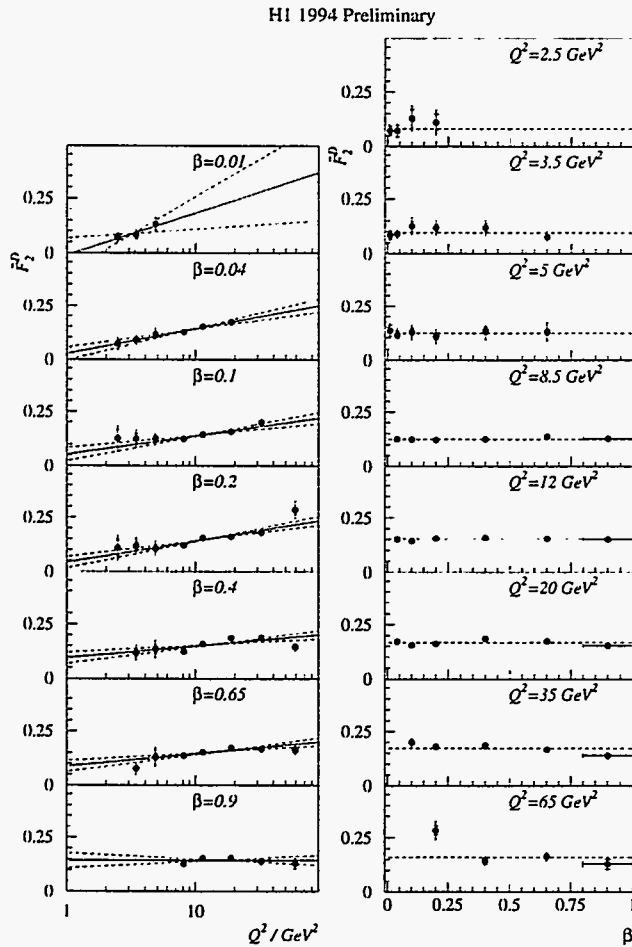 H1 1994 Preliminary
F̃₂ᴰ
β=0.01
0.25
0
β=0.04
0.25
0
β=0.1
0.25
0
β=0.2
0.25
0
β=0.4
0.25
0
β=0.65
0.25
0
β=0.9
0.25
0
1
10
Q² / GeV²
F̃₂ᴰ
Q²=2.5 GeV²
0.25
0
Q²=3.5 GeV²
0.25
0
Q²=5 GeV²
0.25
0
Q²=8.5 GeV²
0.25
0
Q²=12 GeV²
0.25
0
Q²=20 GeV²
0.25
0
Q²=35 GeV²
0.25
0
Q²=65 GeV²
0.25
0
0 0.25 0.5 0.75 1
β